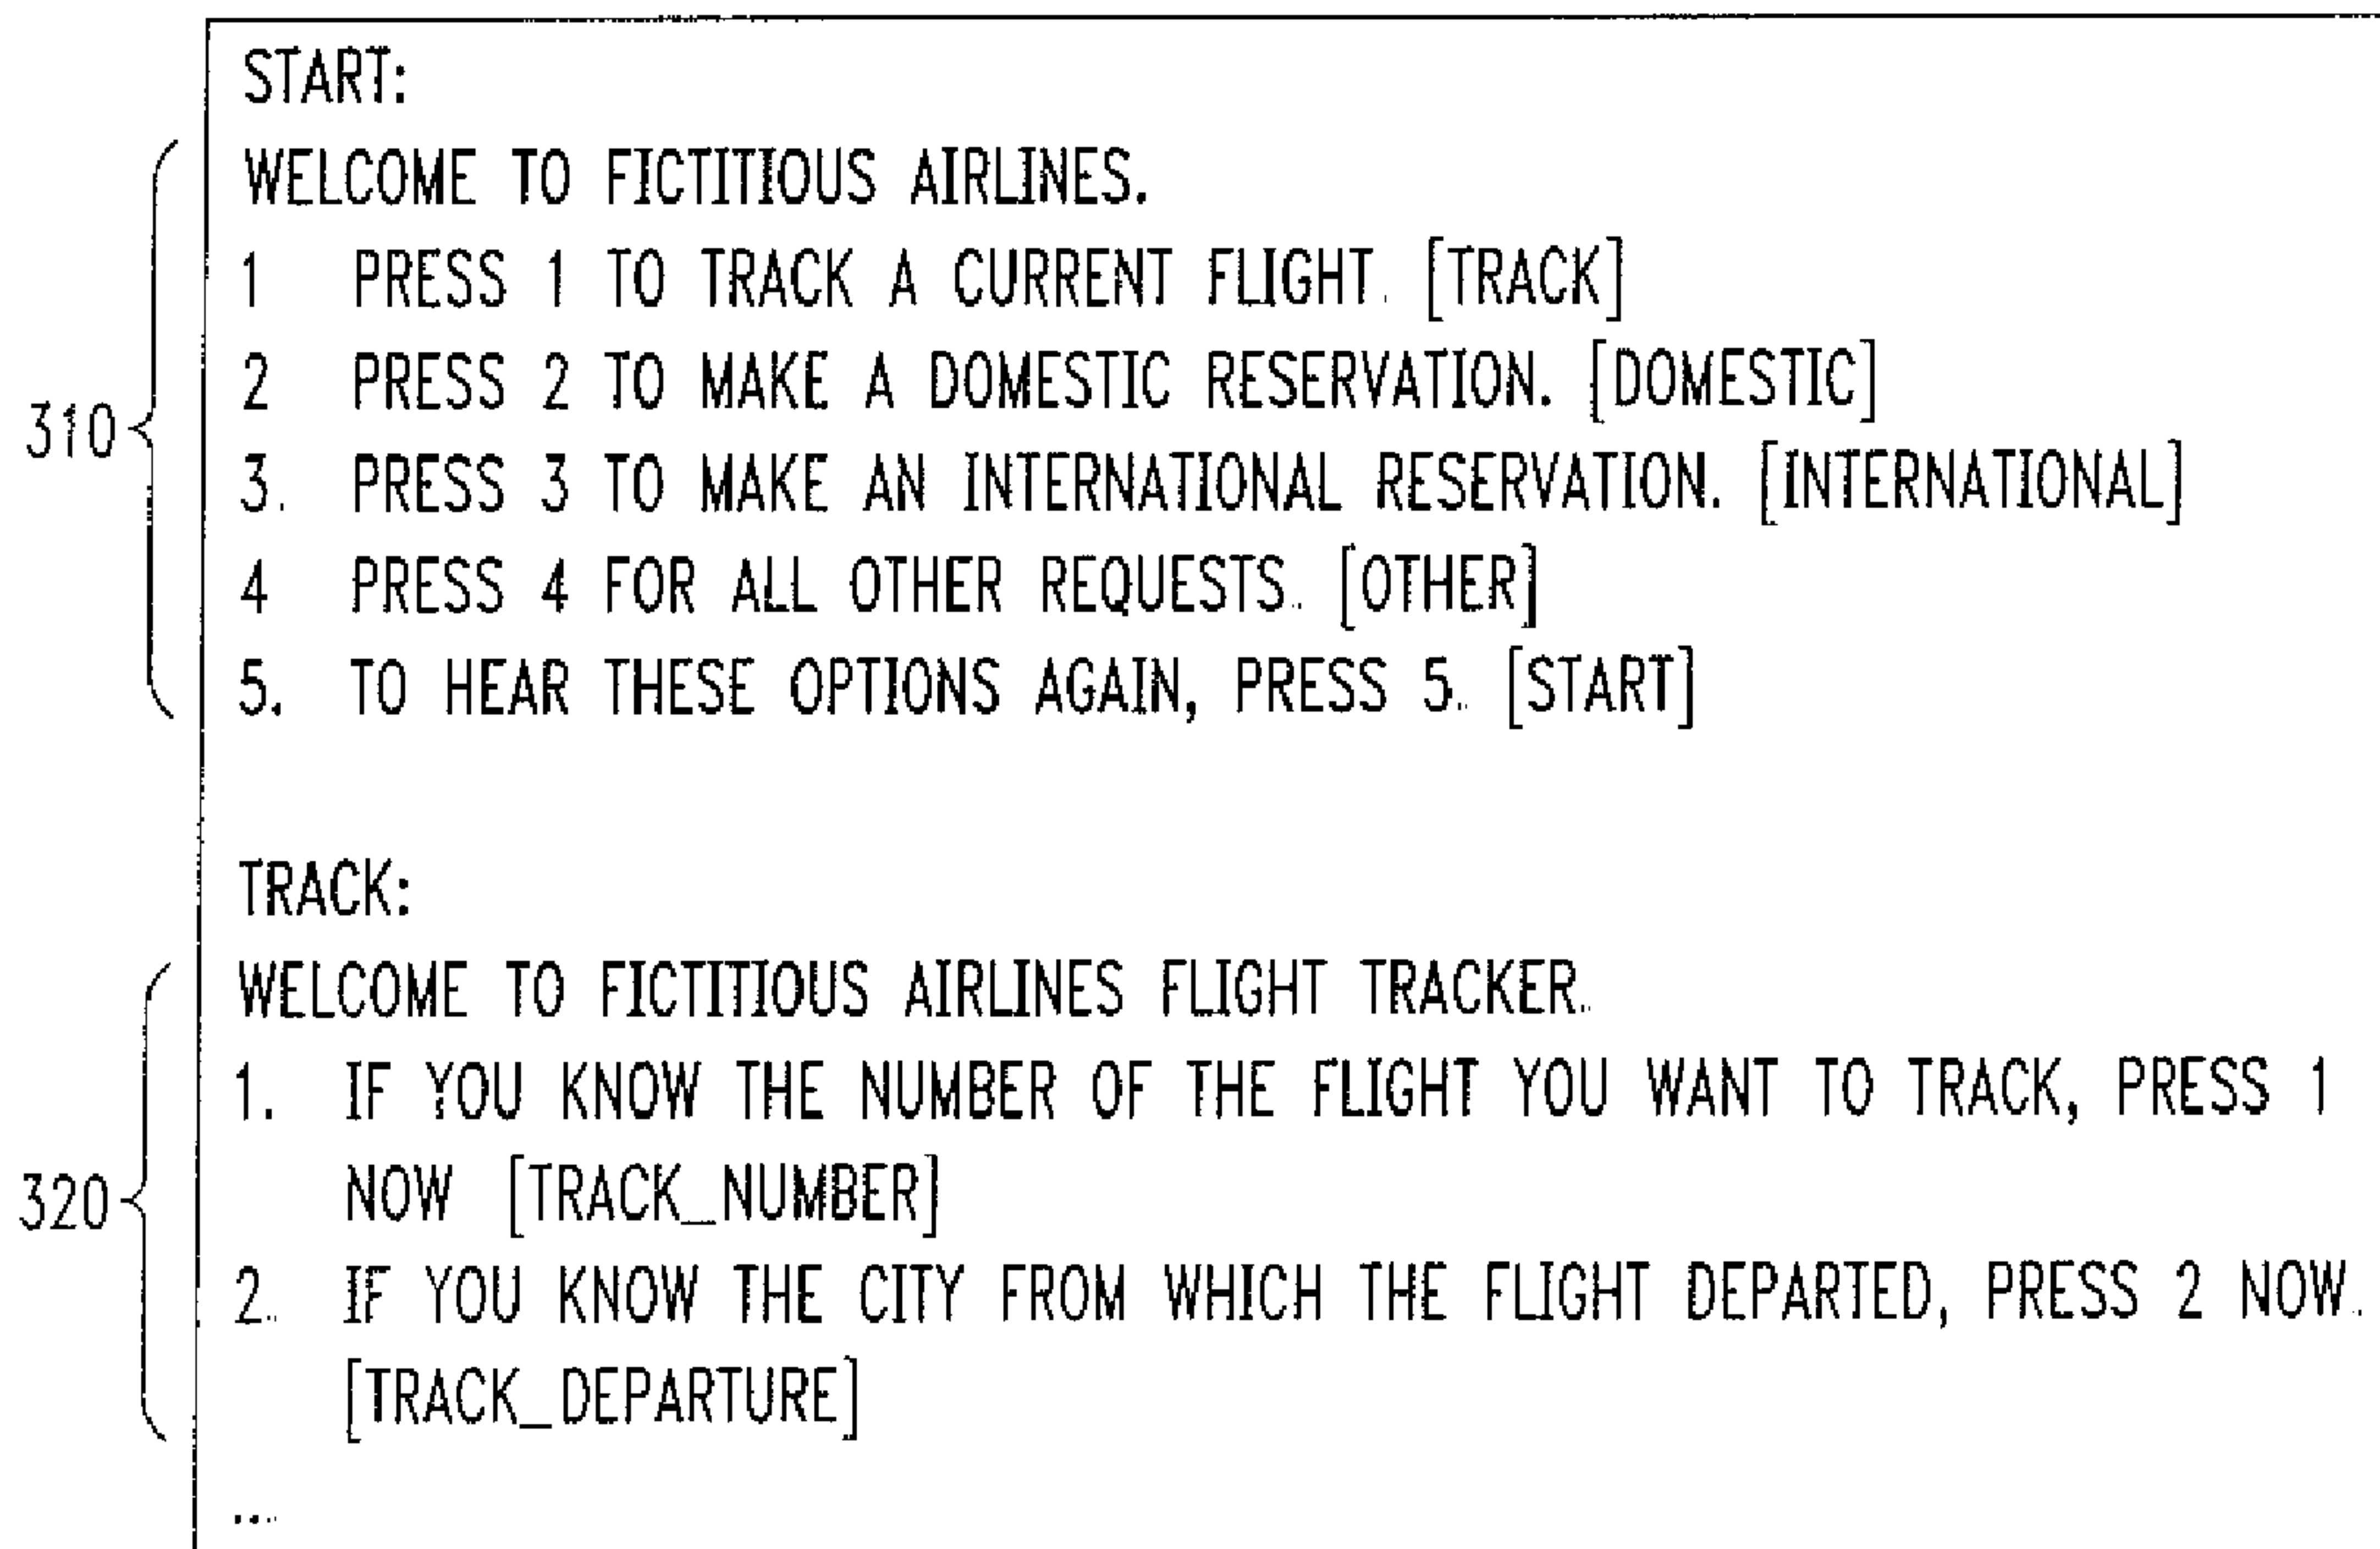 START:
WELCOME TO FICTITIOUS AIRLINES.
1 PRESS 1 TO TRACK A CURRENT FLIGHT. [TRACK]
2 PRESS 2 TO MAKE A DOMESTIC RESERVATION. [DOMESTIC]
310
3. PRESS 3 TO MAKE AN INTERNATIONAL RESERVATION. [INTERNATIONAL]
4 PRESS 4 FOR ALL OTHER REQUESTS. [OTHER]
5. TO HEAR THESE OPTIONS AGAIN, PRESS 5. [START]
TRACK:
WELCOME TO FICTITIOUS AIRLINES FLIGHT TRACKER.
1. IF YOU KNOW THE NUMBER OF THE FLIGHT YOU WANT TO TRACK, PRESS 1
NOW [TRACK_NUMBER]
320
2. IF YOU KNOW THE CITY FROM WHICH THE FLIGHT DEPARTED, PRESS 2 NOW.
[TRACK_DEPARTURE]
...